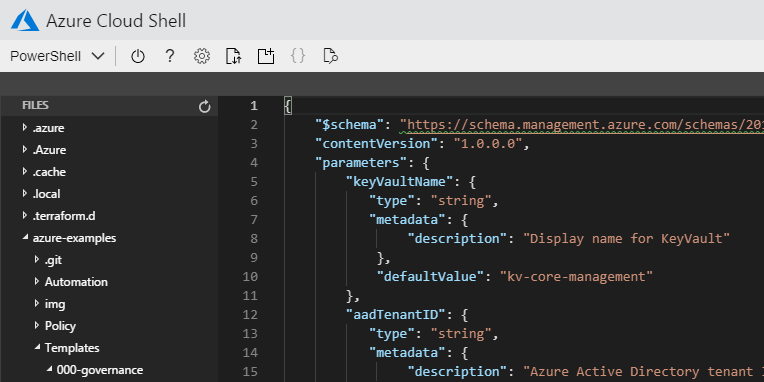 Azure Cloud Shell
PowerShell
?
{}
FILES
.azure
.Azure
.cache
.local
.terraform.d
azure-examples
.git
Automation
img
Policy
Templates
000-governance
1 {
2 "$schema": "https://schema.management.azure.com/schemas/201
3 "contentVersion": "1.0.0.0",
4 "parameters": {
5 "keyVaultName": {
6 "type": "string",
7 "metadata": {
8 "description": "Display name for KeyVault"
9 },
10 "defaultValue": "kv-core-management"
11 },
12 "aadTenantID": {
13 "type": "string",
14 "metadata": {
15 "description": "Azure Active Directory tenant